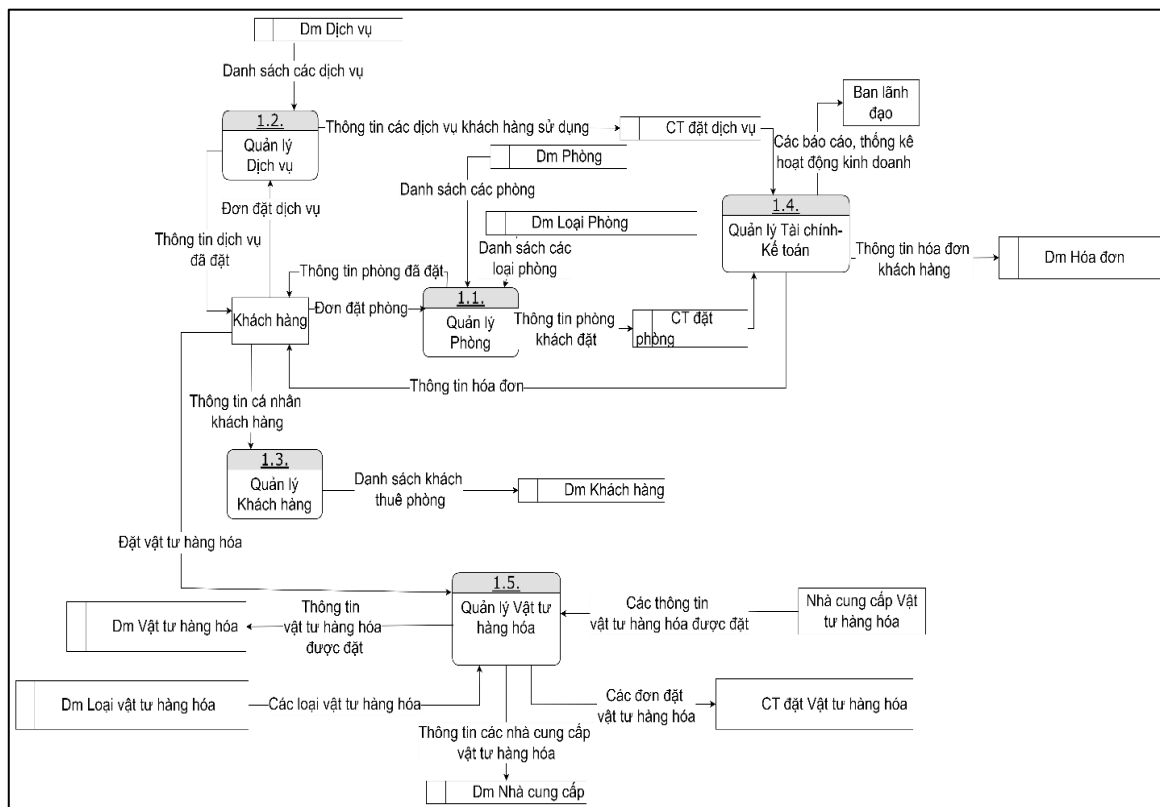 Dm Dịch vụ
Danh sách các dịch vụ
1.2.
Quản lý
Dịch vụ
Thông tin các dịch vụ khách hàng sử dụng
CT đặt dịch vụ
Ban lãnh
đạo
Các báo cáo, thống kê
hoạt động kinh doanh
Dm Phòng
Danh sách các phòng
Đơn đặt dịch vụ
Thông tin dịch vụ
đã đặt
Dm Loại Phòng
Danh sách các
loại phòng
1.4.
Quản lý Tài chính-
Kế toán
Thông tin hóa đơn
khách hàng
Dm Hóa đơn
Thông tin phòng đã đặt
Khách hàng
Đơn đặt phòng
1.1.
Quản lý
Phòng
Thông tin phòng
khách đặt
CT đặt
phòng
Thông tin hóa đơn
Thông tin cá nhân
khách hàng
1.3.
Quản lý
Khách hàng
Danh sách khách
thuê phòng
Dm Khách hàng
Đặt vật tư hàng hóa
1.5.
Quản lý Vật tư
hàng hóa
Thông tin
vật tư hàng hóa
được đặt
Dm Vật tư hàng hóa
Các thông tin
vật tư hàng hóa được đặt
Nhà cung cấp Vật
tư hàng hóa
Dm Loại vật tư hàng hóa
Các loại vật tư hàng hóa
Các đơn đặt
vật tư hàng hóa
CT đặt Vật tư hàng hóa
Thông tin các nhà cung cấp
vật tư hàng hóa
Dm Nhà cung cấp